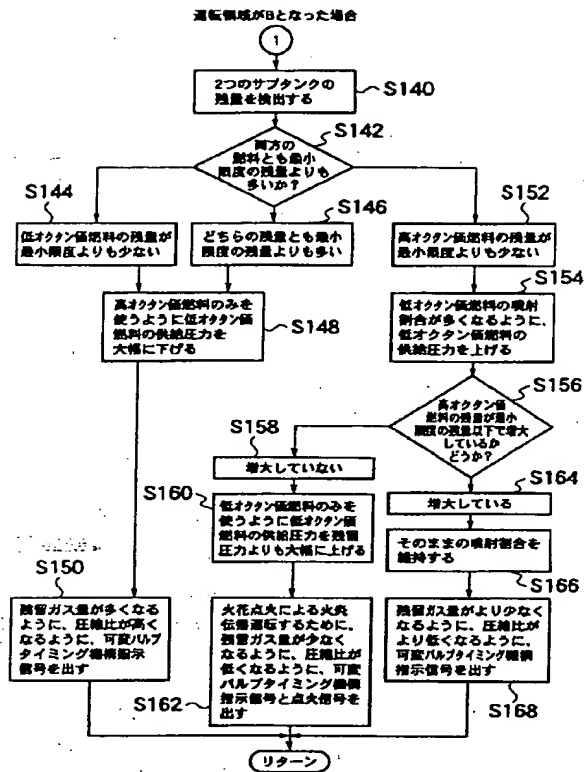 運転領域がBとなった場合
1
2つのサブタンクの
残量を検出する
S140
両方の
燃料とも最小
限度の残量よりも
多いか?
S142
S144
低オクタン価燃料の残量が
最小限度よりも少ない
S146
どちらの残量とも最小
限度の残量よりも多い
S152
高オクタン価燃料の残量が
最小限度よりも少ない
高オクタン価燃料のみを
使うように低オクタン価
燃料の供給圧力を
大幅に下げる
S148
S154
低オクタン価燃料の噴射
割合が多くなるように、
低オクタン価燃料の
供給圧力を上げる
S156
高オクタン価
燃料の残量が最小
限度の残量以下で増大
しているか
どうか?
S158
増大していない
S164
増大している
S160
低オクタン価燃料のみを
使うように低オクタン価
燃料の供給圧力を残留
圧力よりも大幅に上げる
そのままの噴射割合を
維持する
S166
S150
残留ガス量が多くなる
ように、圧縮比が高く
なるように、可変バルブ
タイミング機構指示
信号を出す
火花点火による火炎
伝播運転するために、
残留ガス量が少なく
なるように、圧縮比が
低くなるように、可変
バルブタイミング機構
指示信号と点火信号を
出す
S162
残留ガス量がより少なく
なるように、圧縮比が
より低くなるように、
可変バルブタイミング機構
指示信号を出す
S168
リターン